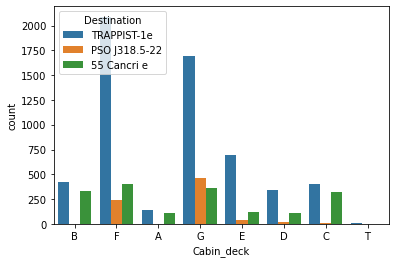 Destination
TRAPPIST-1e
PSO J318.5-22
55 Cancri e
2000
1750
1500
1250
1000
750
500
250
0
count
B F A G E D C T
Cabin_deck